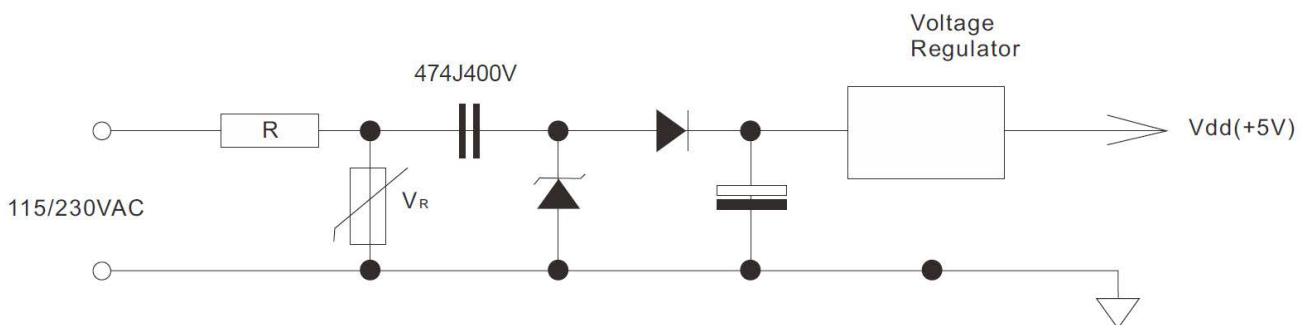 Voltage
Regulator
474J400V
R
Vdd(+5V)
VR
115/230VAC